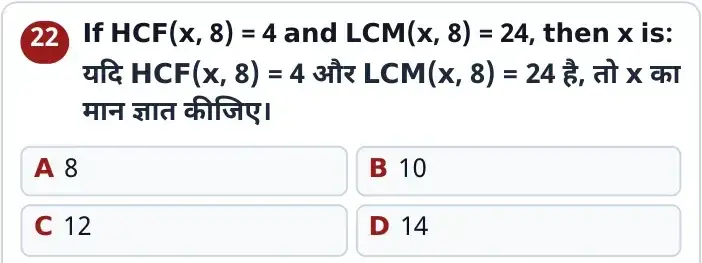 22 If HCF(x, 8) = 4 and LCM(x, 8) = 24, then x is:
यदि HCF(x, 8) = 4 और LCM(x, 8) = 24 है, तो x का
मान ज्ञात कीजिए।
A 8
B 10
C 12
D 14